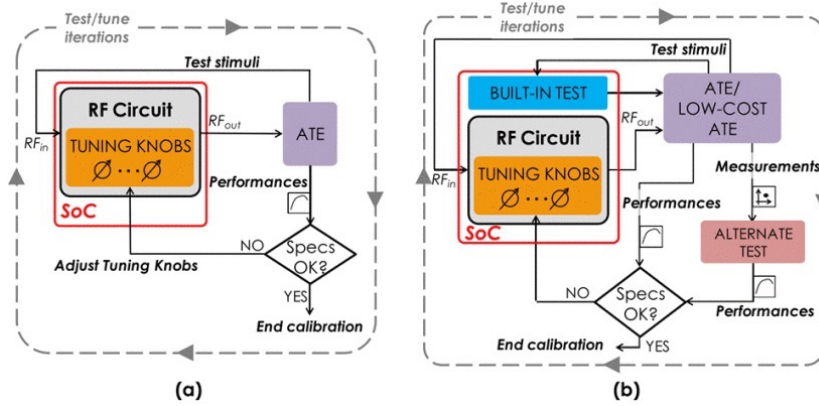 Test/tune
iterations
Test stimuli
RF Circuit
TUNING KNOBS
RFin
RFout
ATE
SoC
Performances
Specs
OK?
NO
Adjust Tuning Knobs
YES
End calibration
(a)
Test/tune
iterations
Test stimuli
BUILT-IN TEST
ATE/
LOW-COST
ATE
RF Circuit
TUNING KNOBS
RFin
RFout
SoC
Measurements
Performances
ALTERNATE
TEST
NO
Specs
OK?
Performances
End calibration
YES
(b)